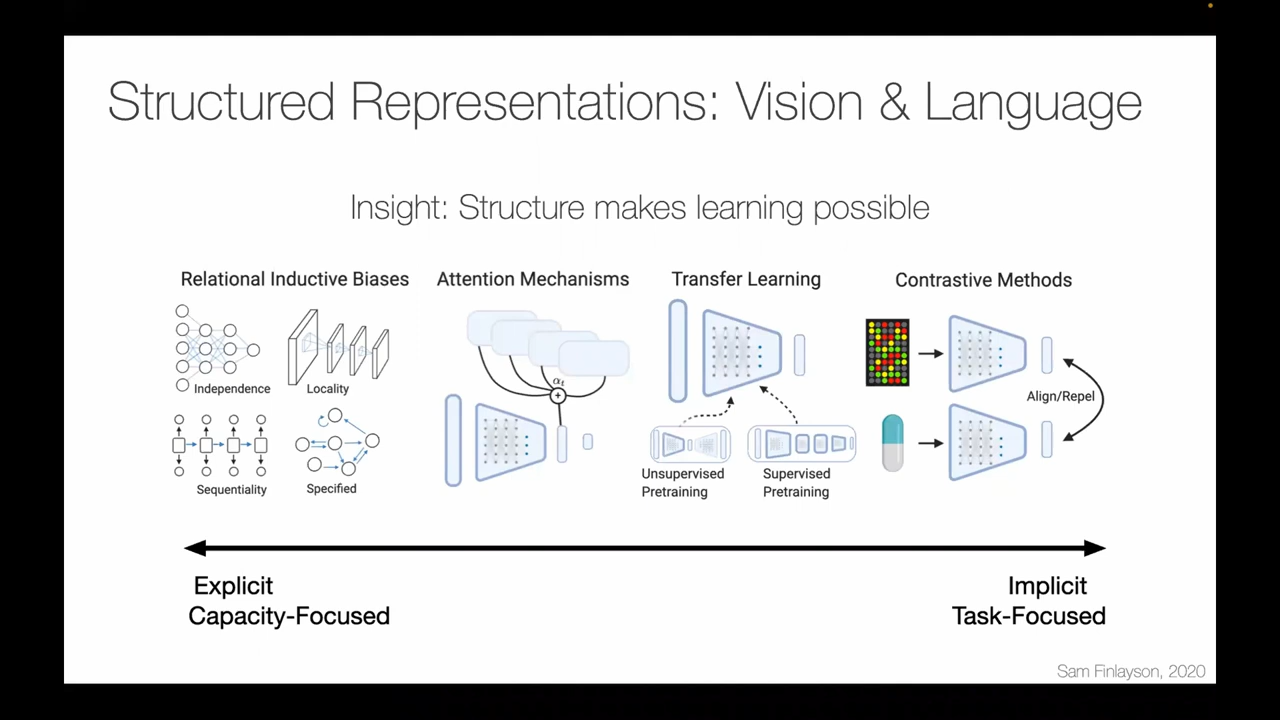 Structured Representations: Vision & Language
Insight: Structure makes learning possible
Relational Inductive Biases
Attention Mechanisms
Transfer Learning
Contrastive Methods
Independence
Locality
Sequentiality
Specified
αt
+
Unsupervised
Pretraining
Supervised
Pretraining
Align/Repel
Explicit
Capacity-Focused
Implicit
Task-Focused
Sam Finlayson, 2020